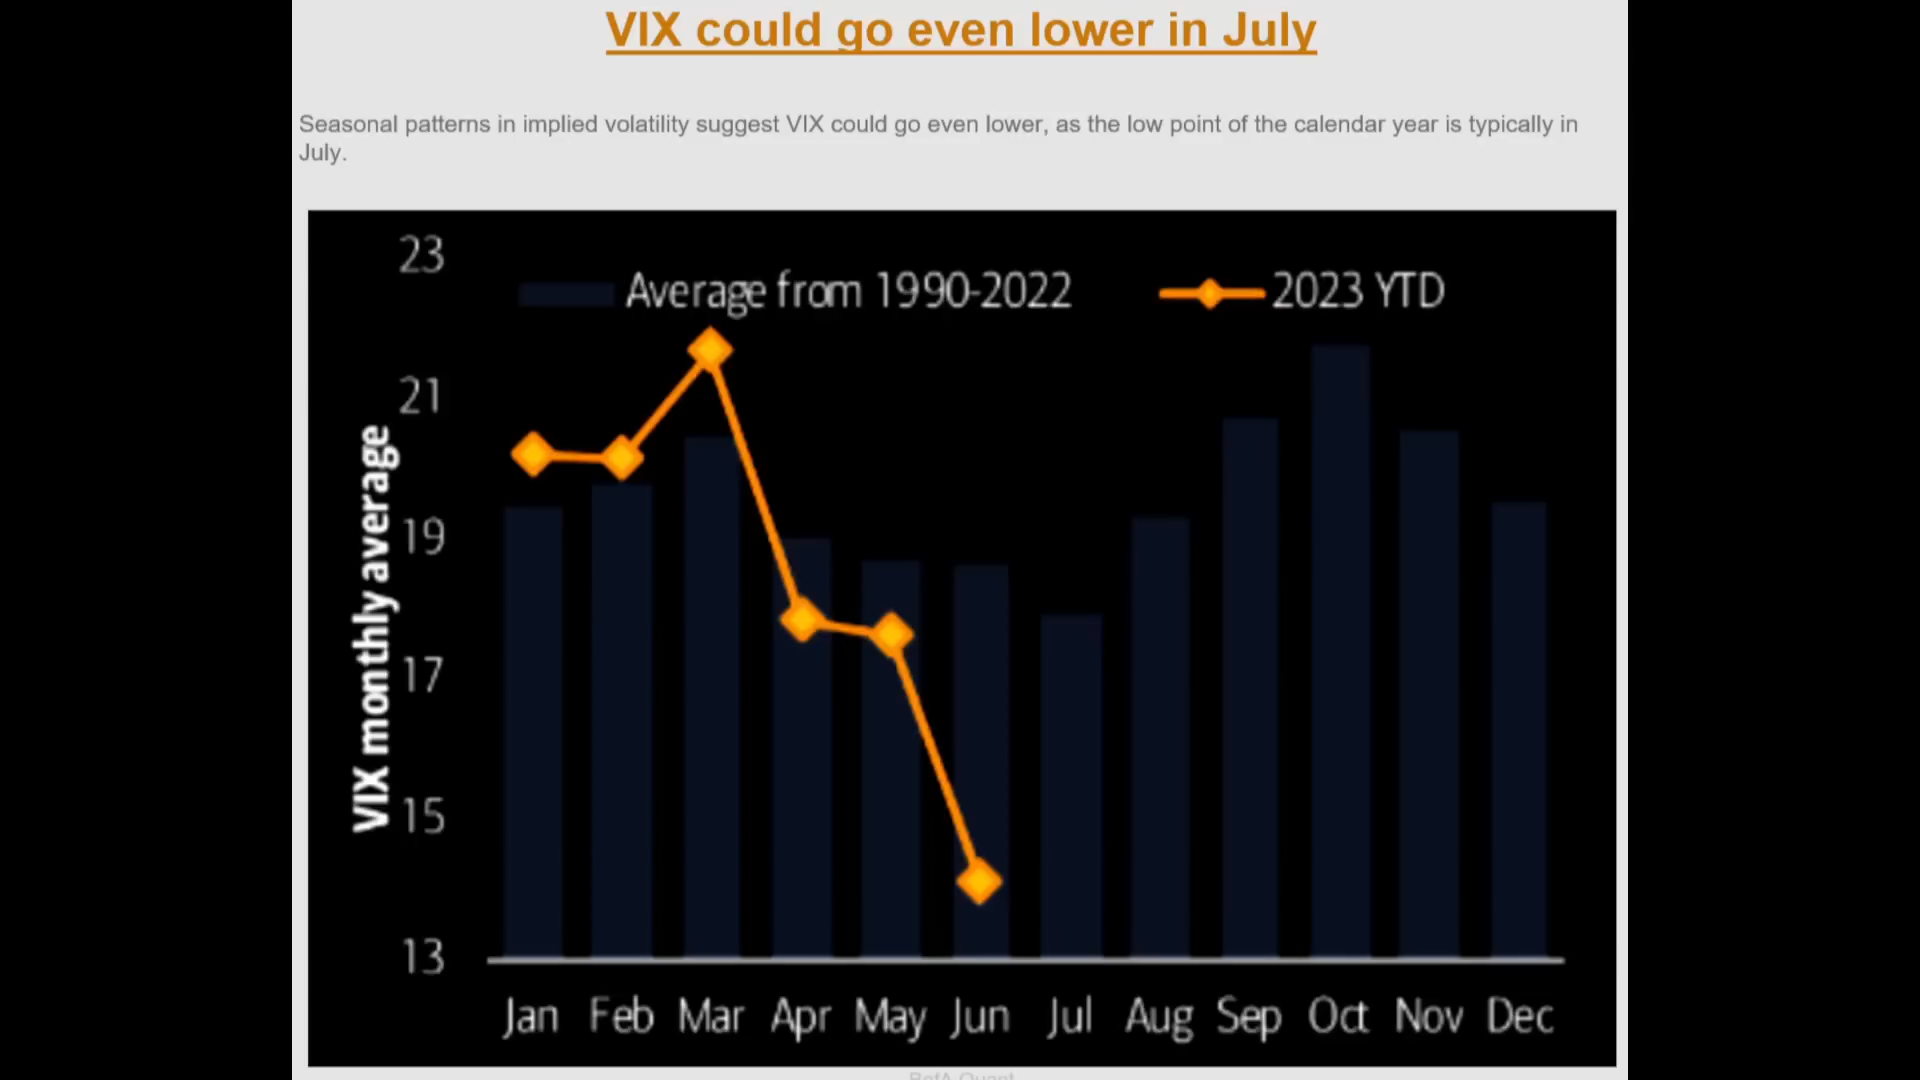 VIX could go even lower in July
Seasonal patterns in implied volatility suggest VIX could go even lower, as the low point of the calendar year is typically in
July.
23
Average from 1990-2022
2023 YTD
21
19
17
15
13
VIX monthly average
Jan Feb Mar Apr May Jun Jul Aug Sep Oct Nov Dec